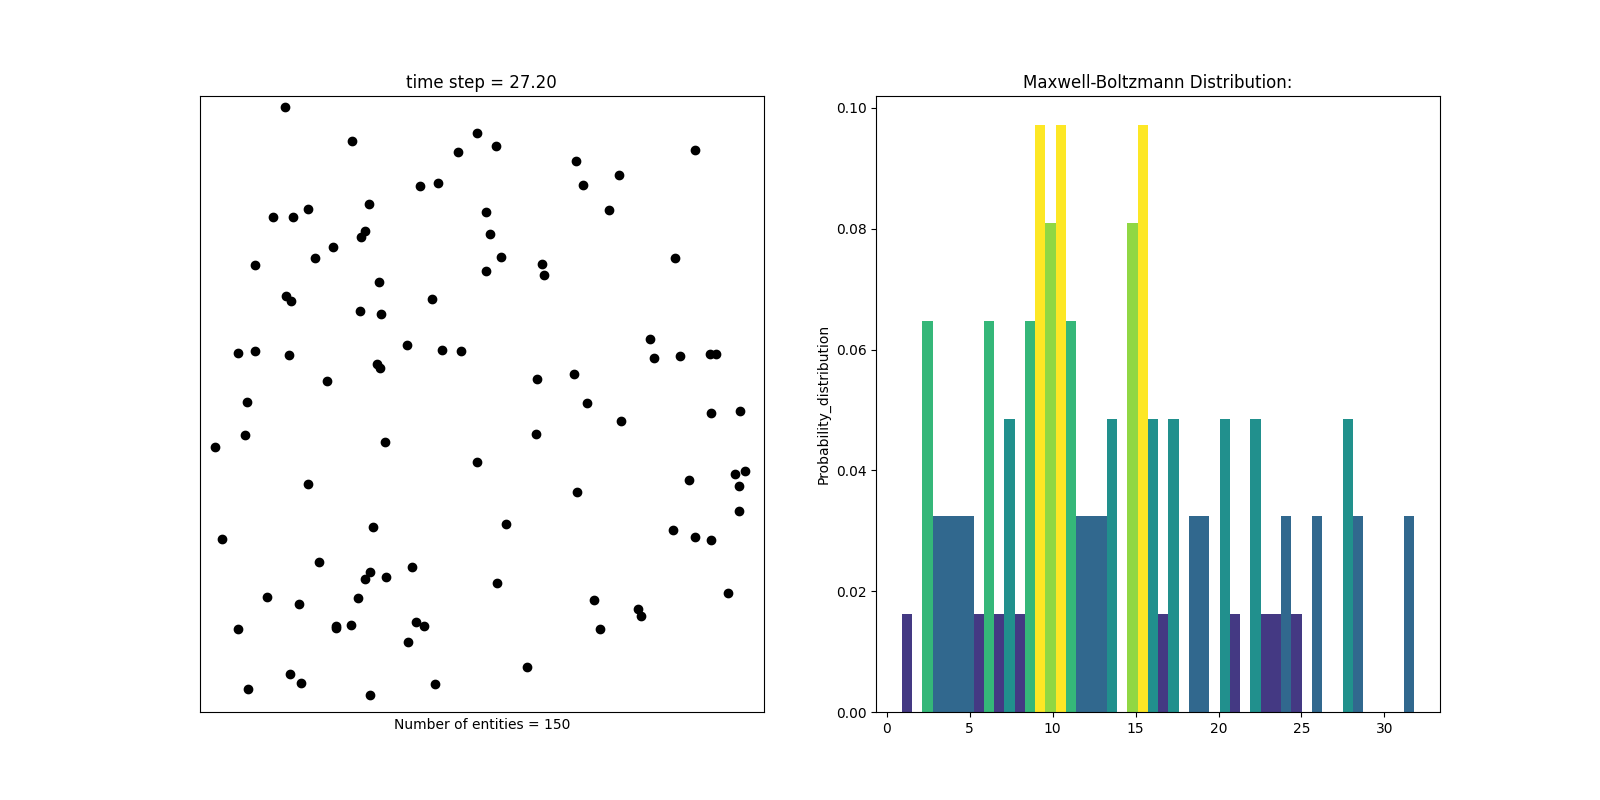 time step = 27.20
Number of entities = 150
Maxwell-Boltzmann Distribution:
Probability_distribution
0.10
0.08
0.06
0.04
0.02
0.00
0 5 10 15 20 25 30